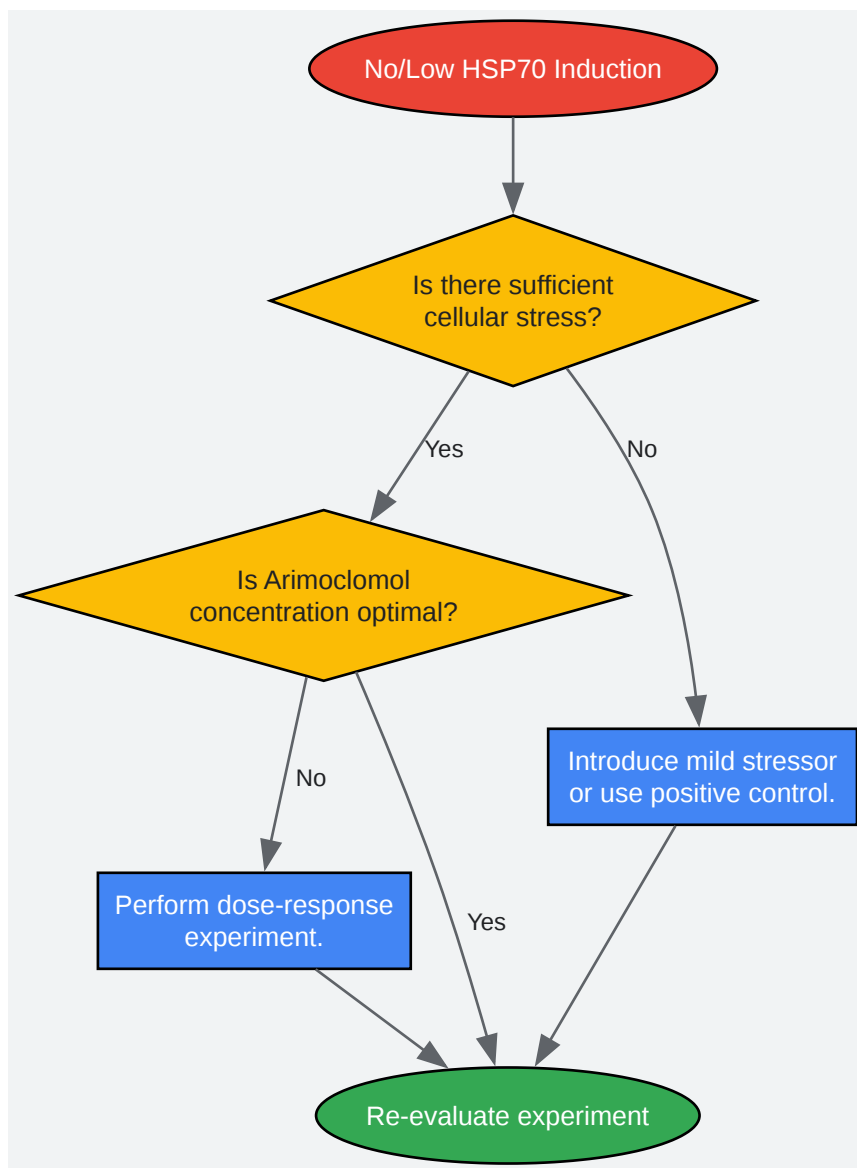 No/Low HSP70 Induction
Is there sufficient
cellular stress?
Yes
No
Is Arimoclomol
concentration optimal?
No
Introduce mild stressor
or use positive control.
Perform dose-response
experiment.
Yes
Re-evaluate experiment